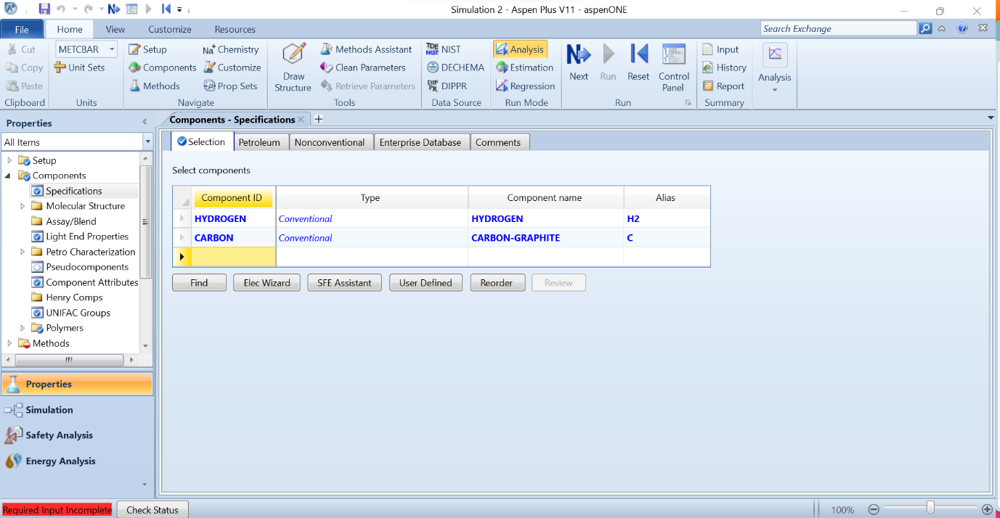 Simulation 2 - Aspen Plus V11 - aspenONE
File Home View Customize Resources Search Exchange
Cut METCBAR Setup Chemistry Methods Assistant NIST Analysis Input
Copy Unit Sets Components Customize Clean Parameters DECHEMA Estimation History
Paste Methods Prop Sets Draw Structure Retrieve Parameters DIPPR Regression Next Run Reset Control Panel Report Analysis
Clipboard Units Navigate Tools Data Source Run Mode Run Summary
Properties
All Items
Setup
Components
Specifications
Molecular Structure
Assay/Blend
Light End Properties
Petro Characterization
Pseudocomponents
Component Attributes
Henry Comps
UNIFAC Groups
Polymers
Methods
Properties
Simulation
Safety Analysis
Energy Analysis
Components - Specifications
Selection Petroleum Nonconventional Enterprise Database Comments
Select components
Component ID Type Component name Alias
HYDROGEN Conventional HYDROGEN H2
CARBON Conventional CARBON-GRAPHITE C
Find Elec Wizard SFE Assistant User Defined Reorder Review
Required Input Incomplete Check Status 100%